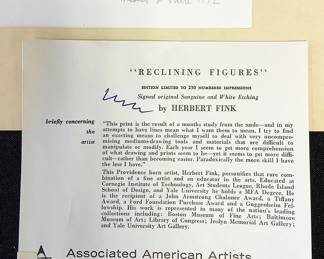 "RECLINING FIGURES"
EDITION LIMITED TO 250 NUMBERED IMPRESSIONS
Signed original Sanguine and White Etching
by HERBERT FINK
briefly concerning
the
artist
"This print is the result of a months study from the nude—and in my
attempts to have lines mean what I want them to seem. I try to find
an exacting means to challenge myself to deal with very uncomprom-
mising medium-drawing tools and materials that are difficult to
manipulate or modify. Each year I seem to get more comprehension
of what drawing and prints seem to be—yet it seems to get more diffi-
cult—rather than becoming easier. Paradoxically the more skill I have
the less I have."
This Providence born artist, Herbert Fink, personifies that rare com-
bination of a fine artist and an educator in the arts. Educated at
Carnegie Institute of Technology, Art Students League, Rhode Island
School of Design, and Yale University he holds a MFA Degree. He
is the recipient of a John Armstrong Chaloner Award, a Tiffany
Award, a Ford Foundation Purchase Award and a Guggenheim Fel-
lowship. His work is represented in many of the nation's leading
collections including: Boston Museum of Fine Arts; Baltimore
Museum of Art; Library of Congress; Joslyn Memorial Art Gallery;
and Yale University Art Gallery.
Associated American Artists